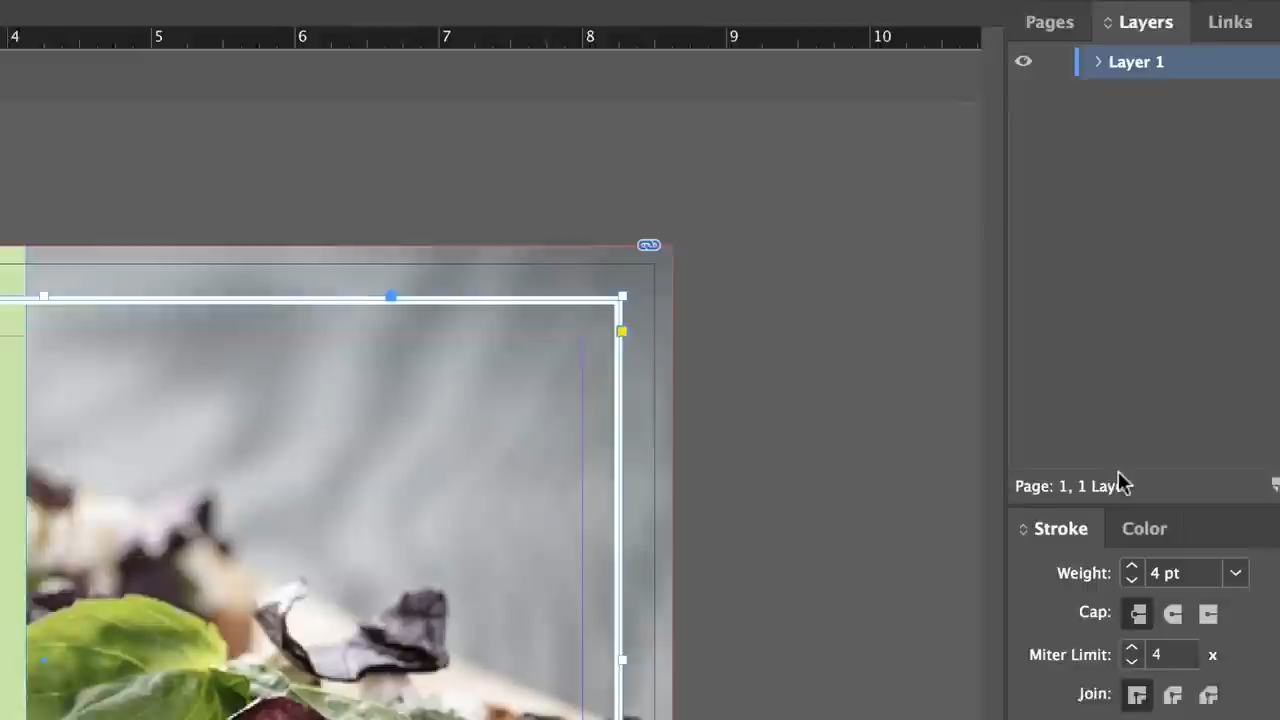 Pages Layers Links
4 5 6 7 8 9 10
Layer 1
Page: 1, 1 Lay
Stroke Color
Weight: 4 pt
Cap:
Miter Limit: 4 x
Join: